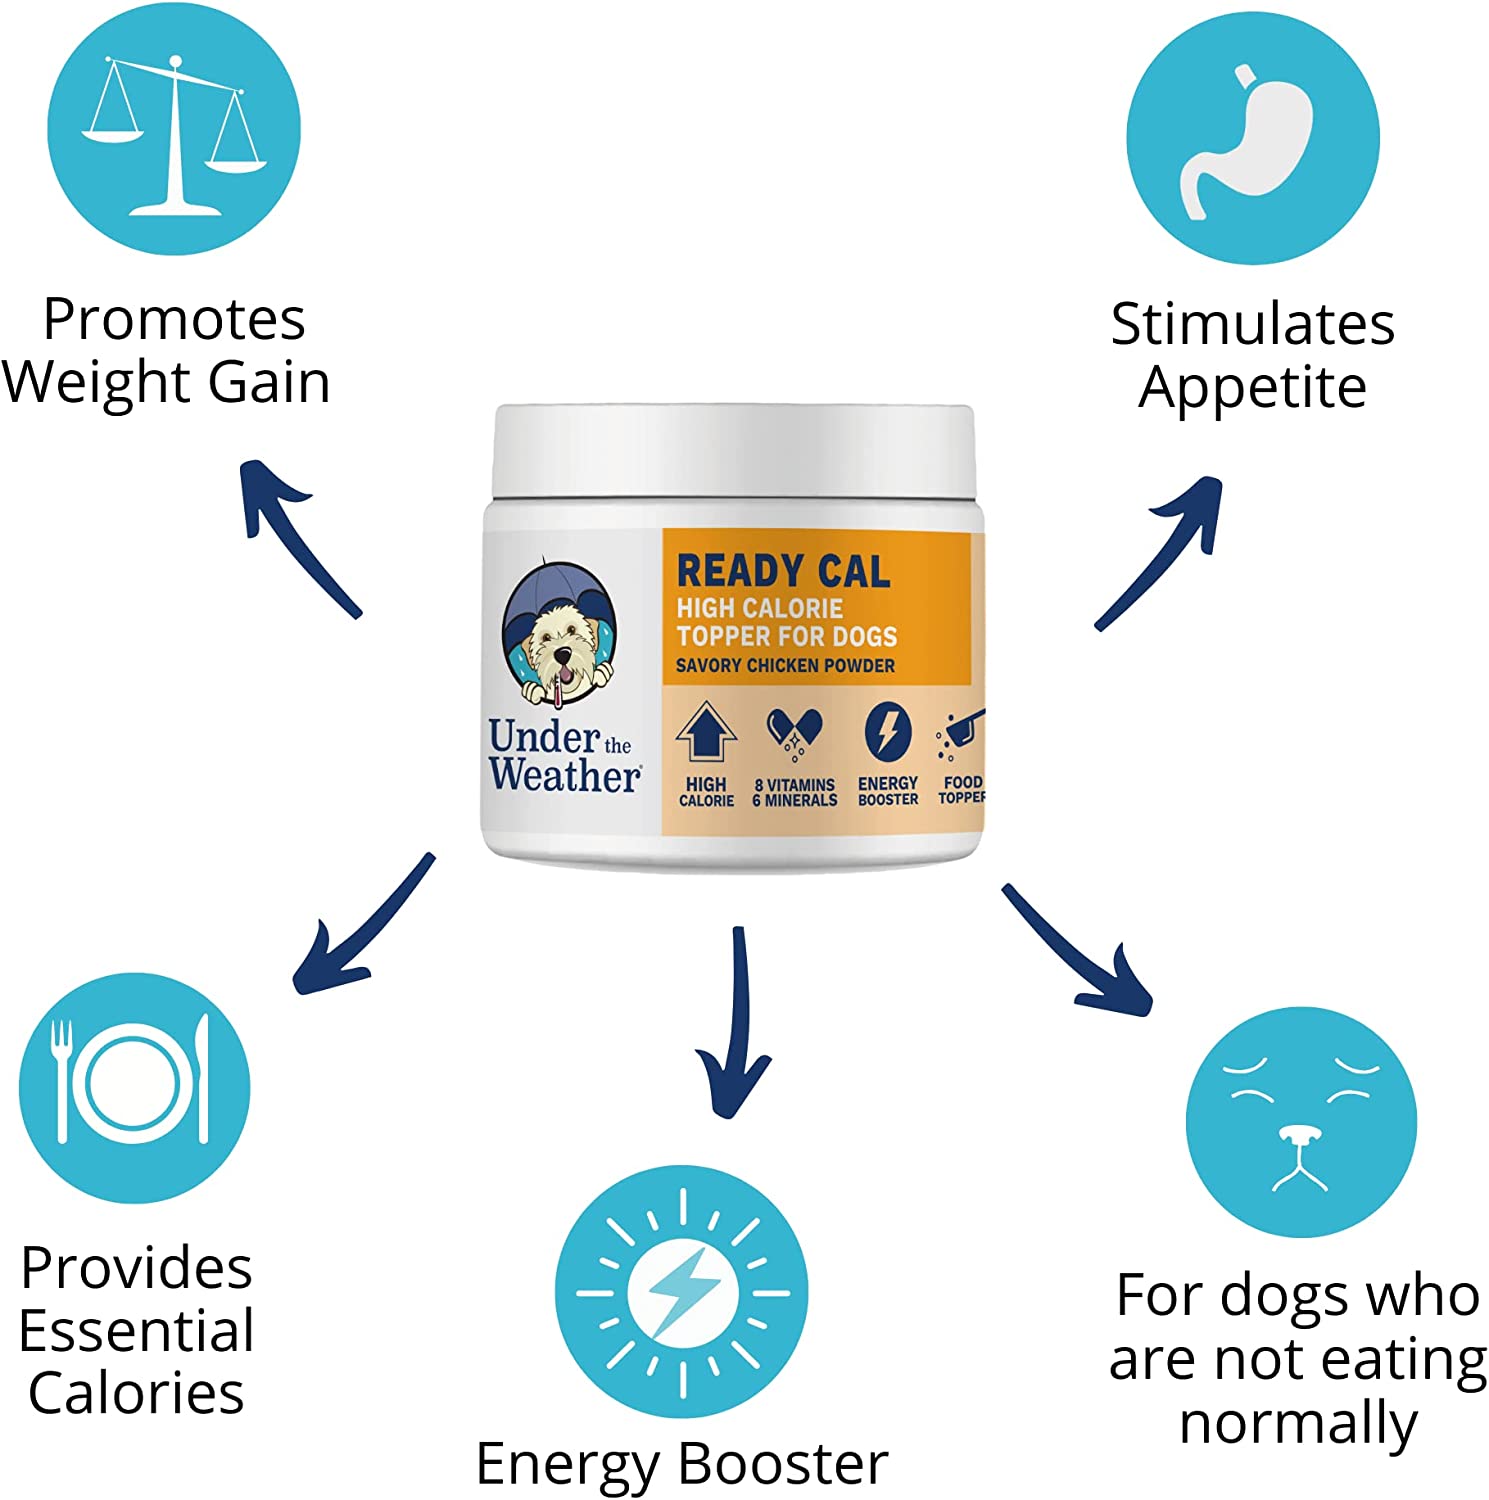 Promotes
Weight Gain
Stimulates
Appetite
READY CAL
HIGH CALORIE
TOPPER FOR DOGS
SAVORY CHICKEN POWDER
Under the
Weather®
HIGH
CALORIE
8 VITAMINS
6 MINERALS
ENERGY
BOOSTER
FOOD
TOPPER
Provides
Essential
Calories
Energy Booster
For dogs who
are not eating
normally